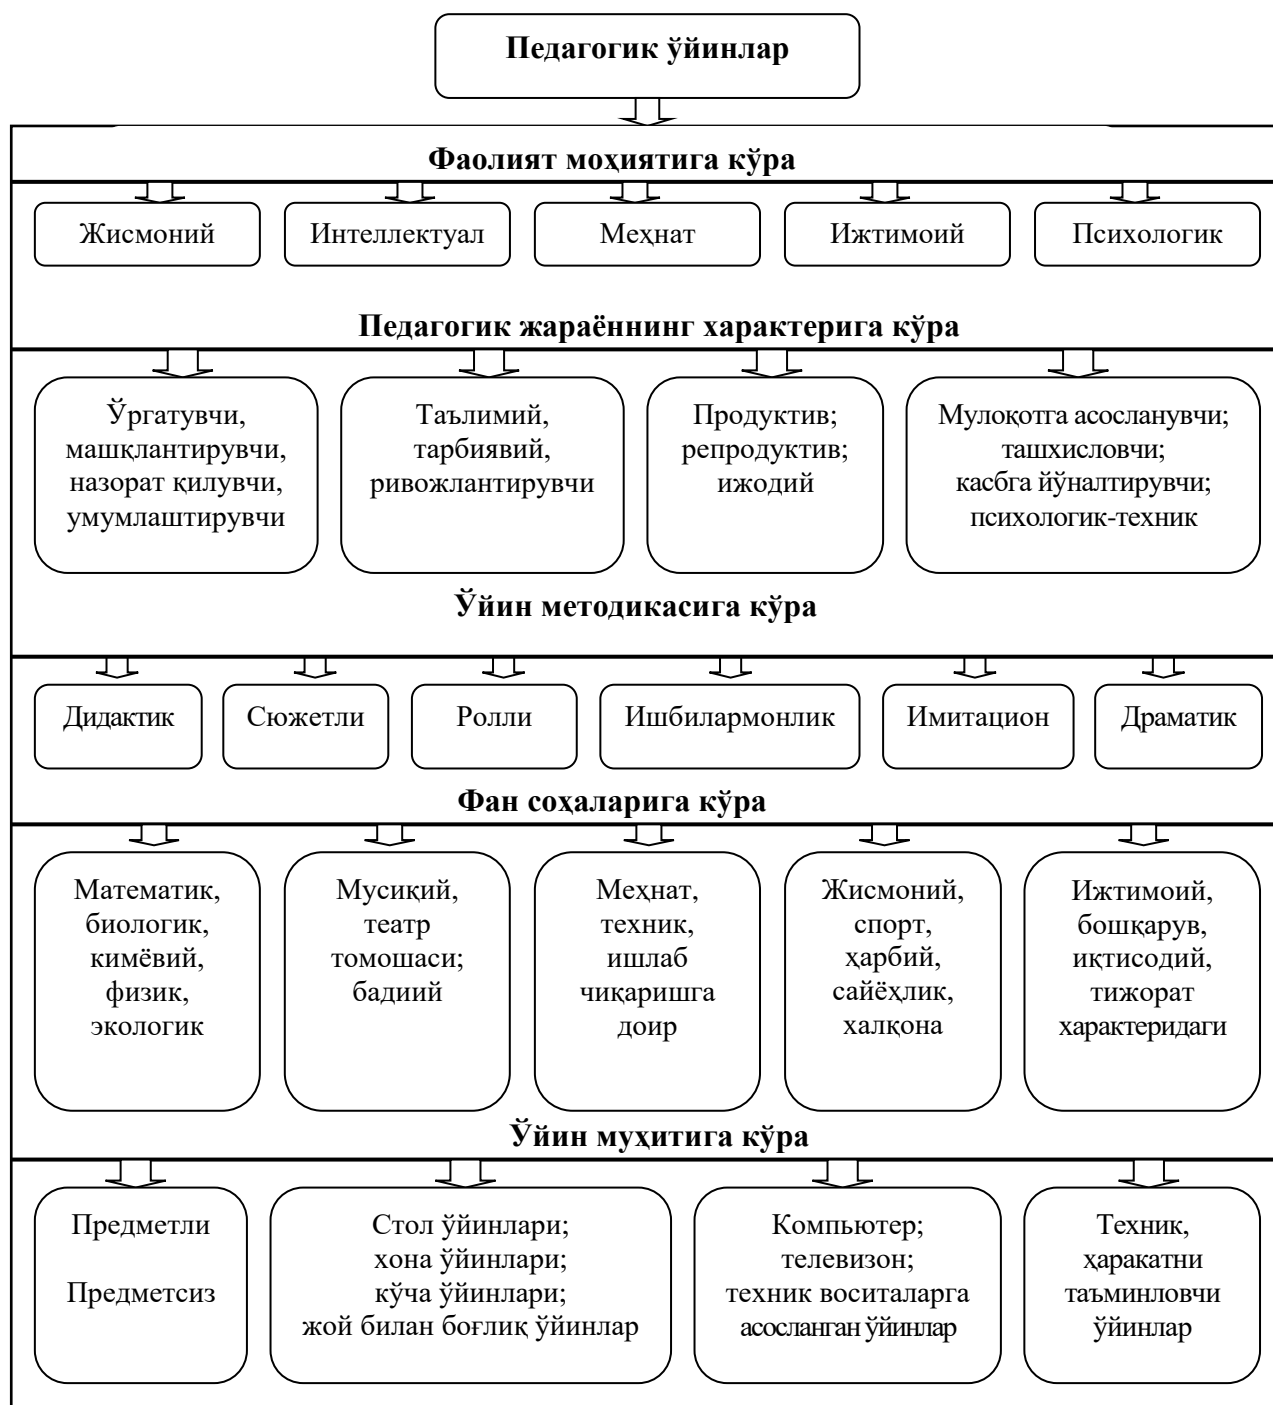 Педагогик ўйинлар
Фаолият моҳиятига кўра
Жисмоний
Интеллектуал
Меҳнат
Ижтимоий
Психологик
Педагогик жараённинг характерига кўра
Ўргатувчи,
машқлантирувчи,
назорат қилувчи,
умумлаштирувчи
Таълимий,
тарбиявий,
ривожлантирувчи
Продуктив;
репродуктив;
ижодий
Мулоқотга асосланувчи;
ташхисловчи;
касбга йўналтирувчи;
психологик-техник
Ўйин методикасига кўра
Дидактик
Сюжетли
Ролли
Ишбилармонлик
Имитацион
Драматик
Фан соҳаларига кўра
Математик,
биологик,
кимёвий,
физик,
экологик
Мусиқий,
театр
томошаси;
бадиий
Меҳнат,
техник,
ишлаб
чиқаришга
доир
Жисмоний,
спорт,
ҳарбий,
сайёҳлик,
халқона
Ижтимоий,
бошқарув,
иқтисодий,
тижорат
характеридаги
Ўйин муҳитига кўра
Предметли
Предметсиз
Стол ўйинлари;
хона ўйинлари;
кўча ўйинлари;
жой билан боғлиқ ўйинлар
Компьютер;
телевизон;
техник воситаларга
асосланган ўйинлар
Техник,
ҳаракатни
таъминловчи
ўйинлар